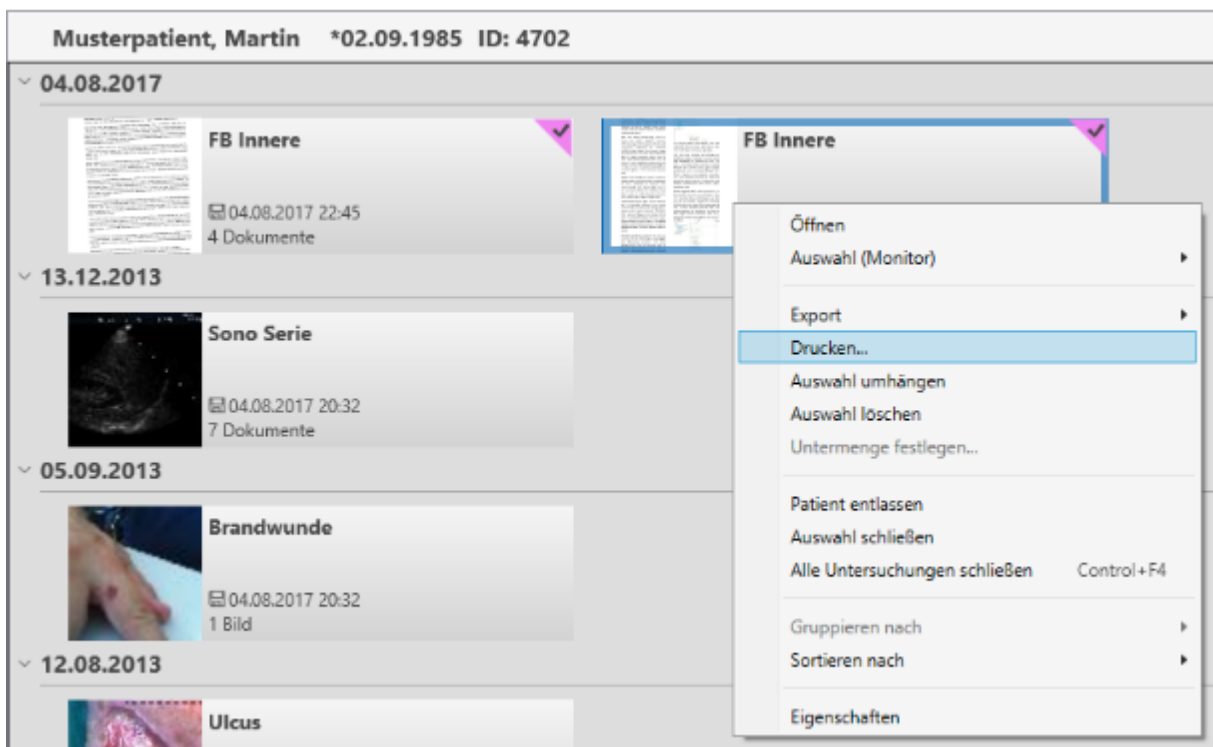 Musterpatient, Martin *02.09.1985 ID: 4702
04.08.2017
FB Innere
04.08.2017 22:45
4 Dokumente
FB Innere
13.12.2013
Sono Serie
04.08.2017 20:32
7 Dokumente
05.09.2013
Brandwunde
04.08.2017 20:32
1 Bild
12.08.2013
Ulcus
Öffnen
Auswahl (Monitor)
Export
Drucken...
Auswahl umhängen
Auswahl löschen
Untermenge festlegen...
Patient entlassen
Auswahl schließen
Alle Untersuchungen schließen Control+F4
Gruppieren nach
Sortieren nach
Eigenschaften